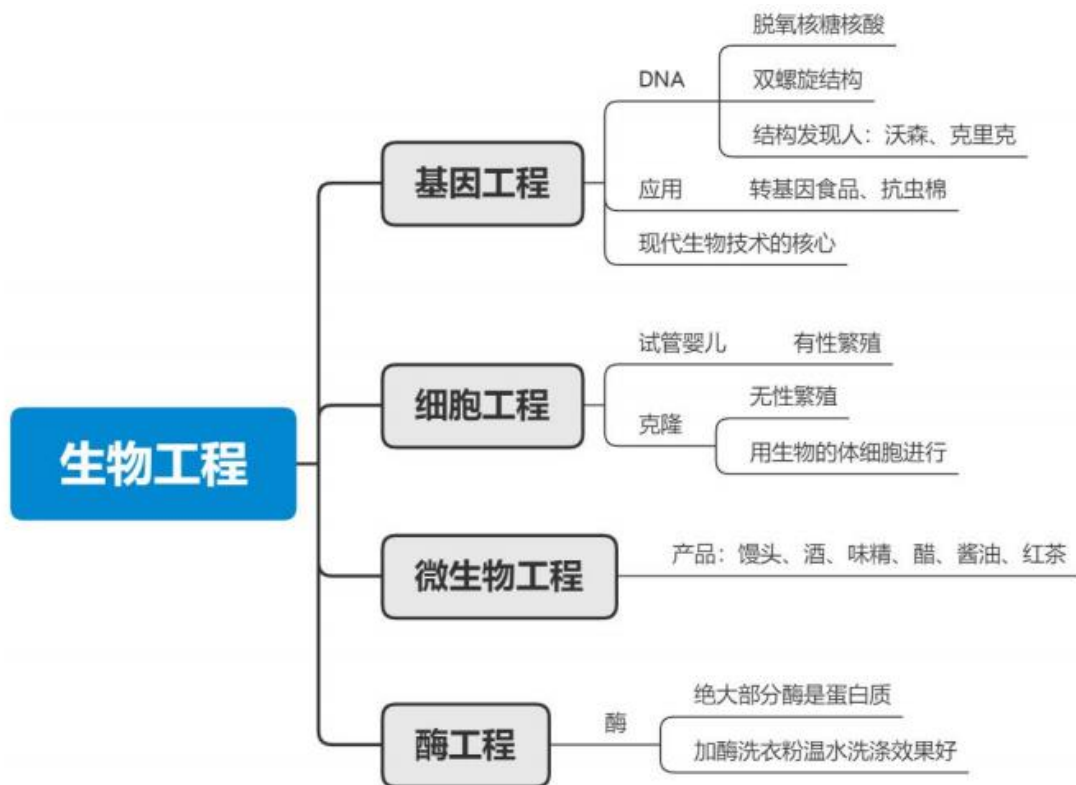 生物工程
基因工程
DNA
脱氧核糖核酸
双螺旋结构
结构发现人：沃森、克里克
应用
转基因食品、抗虫棉
现代生物技术的核心
细胞工程
试管婴儿
有性繁殖
克隆
无性繁殖
用生物的体细胞进行
微生物工程
产品：馒头、酒、味精、醋、酱油、红茶
酶工程
酶
绝大部分酶是蛋白质
加酶洗衣粉温水洗涤效果好